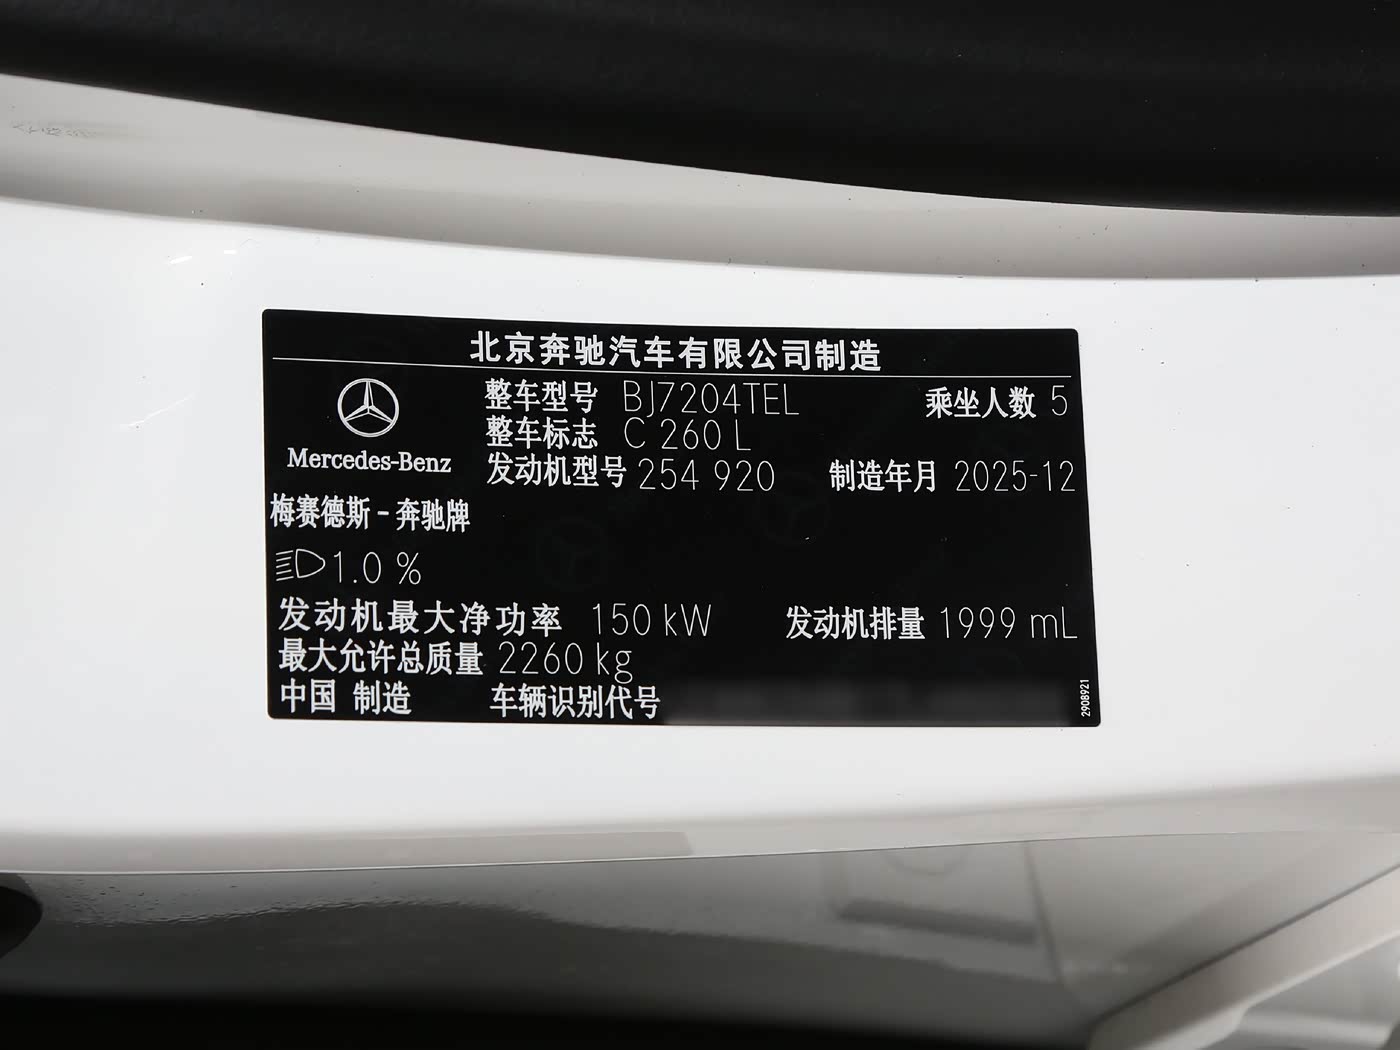 北京奔驰汽车有限公司制造
整车型号 BJ7204TEL 乘坐人数 5
整车标志 C 260 L
Mercedes-Benz
发动机型号 254 920 制造年月 2025-12
梅赛德斯-奔驰牌
1.0 %
发动机最大净功率 150 kW 发动机排量 1999 mL
最大允许总质量 2260 kg
中国 制造 车辆识别代号
2908921